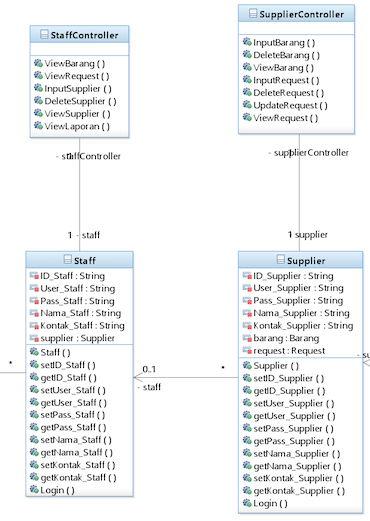 StaffController
ViewBarang ( )
ViewRequest ( )
InputSupplier ( )
DeleteSupplier ( )
ViewSupplier ( )
ViewLaporan ( )
SupplierController
InputBarang ( )
DeleteBarang ( )
ViewBarang ( )
InputRequest ( )
DeleteRequest ( )
UpdateRequest ( )
ViewRequest ( )
- staffController
1
- supplierController
1
1 - staff
1 supplier
Staff
ID_Staff : String
User_Staff : String
Pass_Staff : String
Nama_Staff : String
Kontak_Staff : String
supplier : Supplier
Staff ( )
setID_Staff ( )
getID_Staff ( )
setUser_Staff ( )
getUser_Staff ( )
setPass_Staff ( )
getPass_Staff ( )
setNama_Staff ( )
getNama_Staff ( )
setKontak_Staff ( )
getKontak_Staff ( )
Login ( )
*
0..1
- staff
*
Supplier
ID_Supplier : String
User_Supplier : String
Pass_Supplier : String
Nama_Supplier : String
Kontak_Supplier : String
barang : Barang
request : Request
Supplier ( )
setID_Supplier ( )
getID_Supplier ( )
setUser_Supplier ( )
getUser_Supplier ( )
setPass_Supplier ( )
getPass_Supplier ( )
setNama_Supplier ( )
getNama_Supplier ( )
setKontak_Supplier ( )
getKontak_Supplier ( )
Login ( )